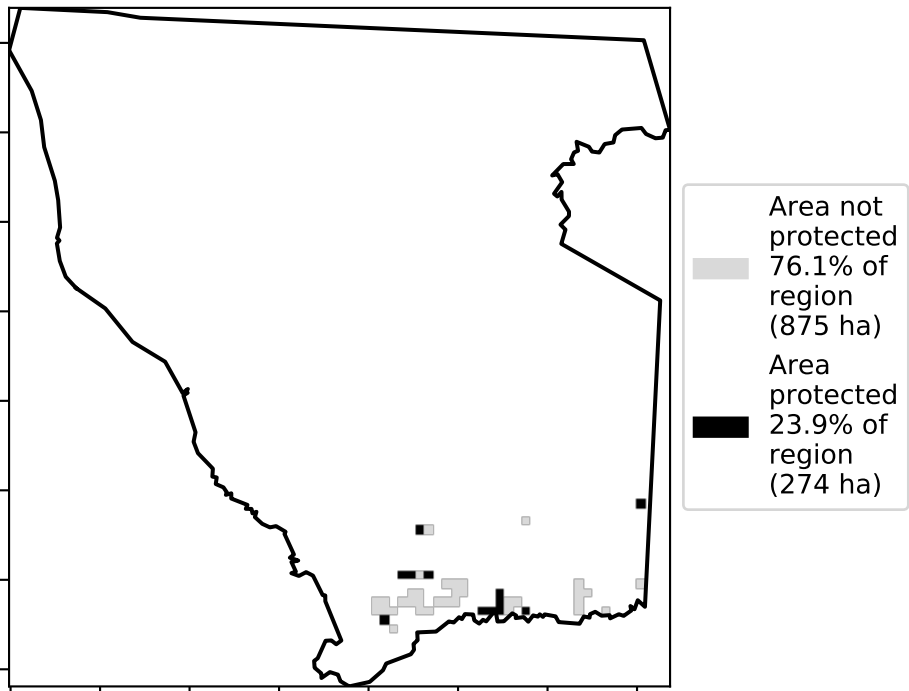 Area not
protected
76.1% of
region
(875 ha)
Area
protected
23.9% of
region
(274 ha)